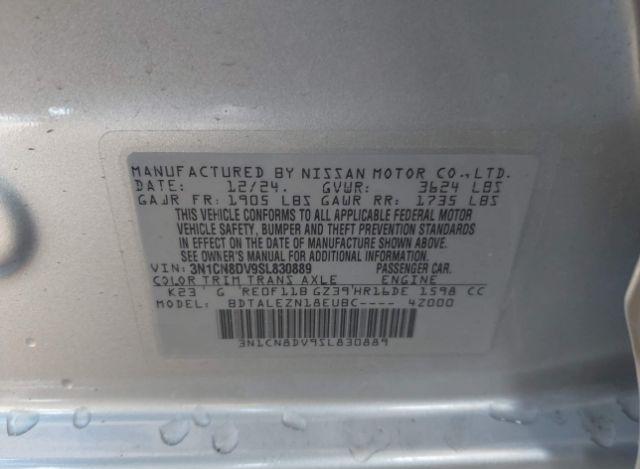 MANUFACTURED BY NISSAN MOTOR CO.,LTD.
DATE: 12/24. GVWR: 3624 LBS
GAWR FR: 1905 LBS GAWR RR: 1735 LBS
THIS VEHICLE CONFORMS TO ALL APPLICABLE FEDERAL MOTOR
VEHICLE SAFETY, BUMPER AND THEFT PREVENTION STANDARDS
IN EFFECT ON THE DATE OF MANUFACTURE SHOWN ABOVE.
SEE OWNERS MANUAL FOR ADDITIONAL INFORMATION.
VIN: 3N1CN8DV9SL830889 PASSENGER CAR.
COLOR TRIM TRANS AXLE ENGINE
K23 G RE0F11B GZ39 HR16DE 1598 CC
MODEL: BDTALEZN18EUBC---- 4Z000
3N1CN8DV9SL830889